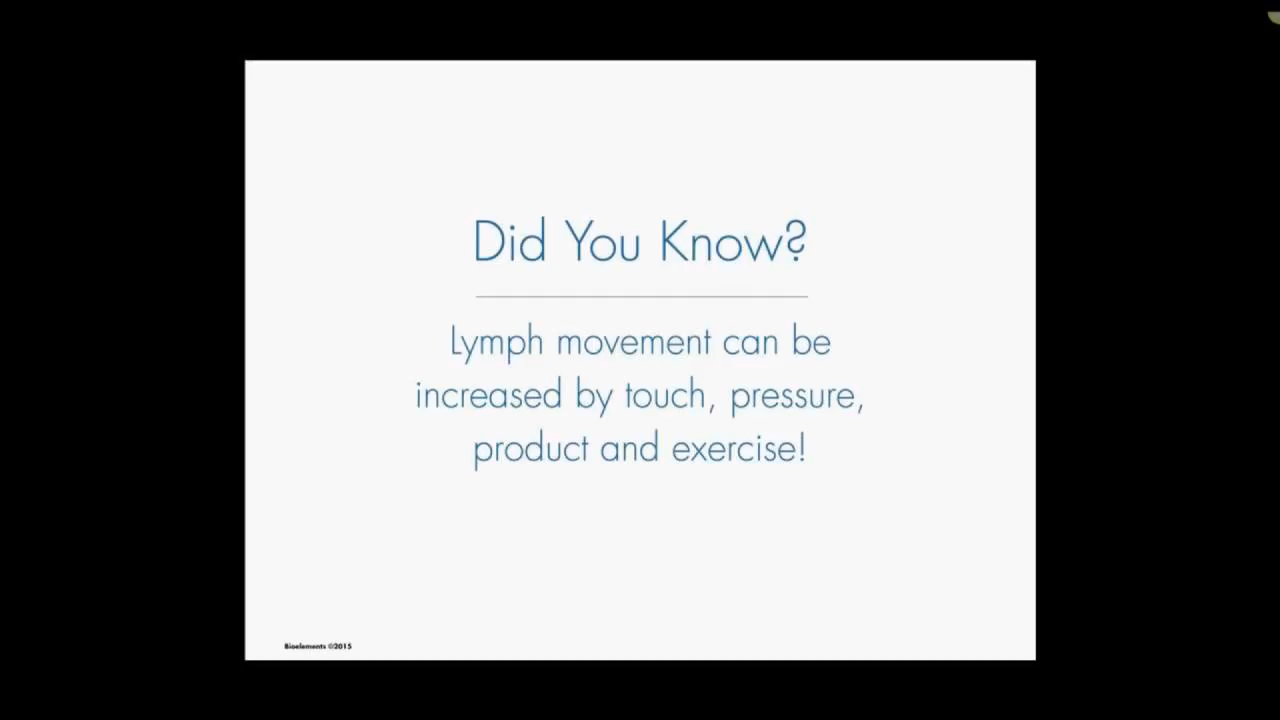 Did You Know?
Lymph movement can be
increased by touch, pressure,
product and exercise!
Bioelements ©2015